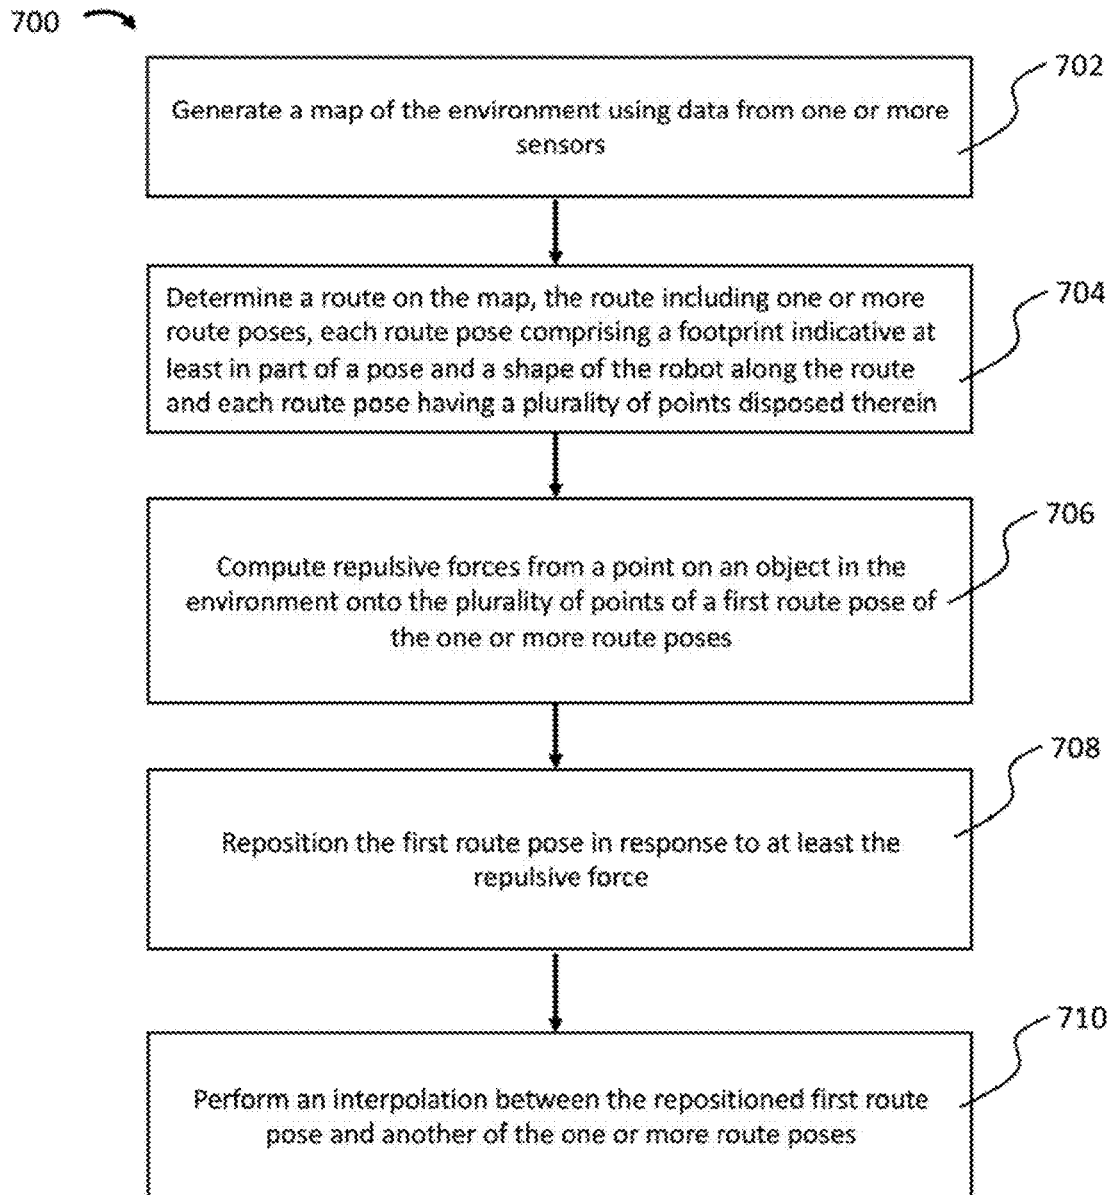 700
702
Generate a map of the environment using data from one or more
sensors
704
Determine a route on the map, the route including one or more
route poses, each route pose comprising a footprint indicative at
least in part of a pose and a shape of the robot along the route
and each route pose having a plurality of points disposed therein
706
Compute repulsive forces from a point on an object in the
environment onto the plurality of points of a first route pose of
the one or more route poses
708
Reposition the first route pose in response to at least the
repulsive force
710
Perform an interpolation between the repositioned first route
pose and another of the one or more route poses